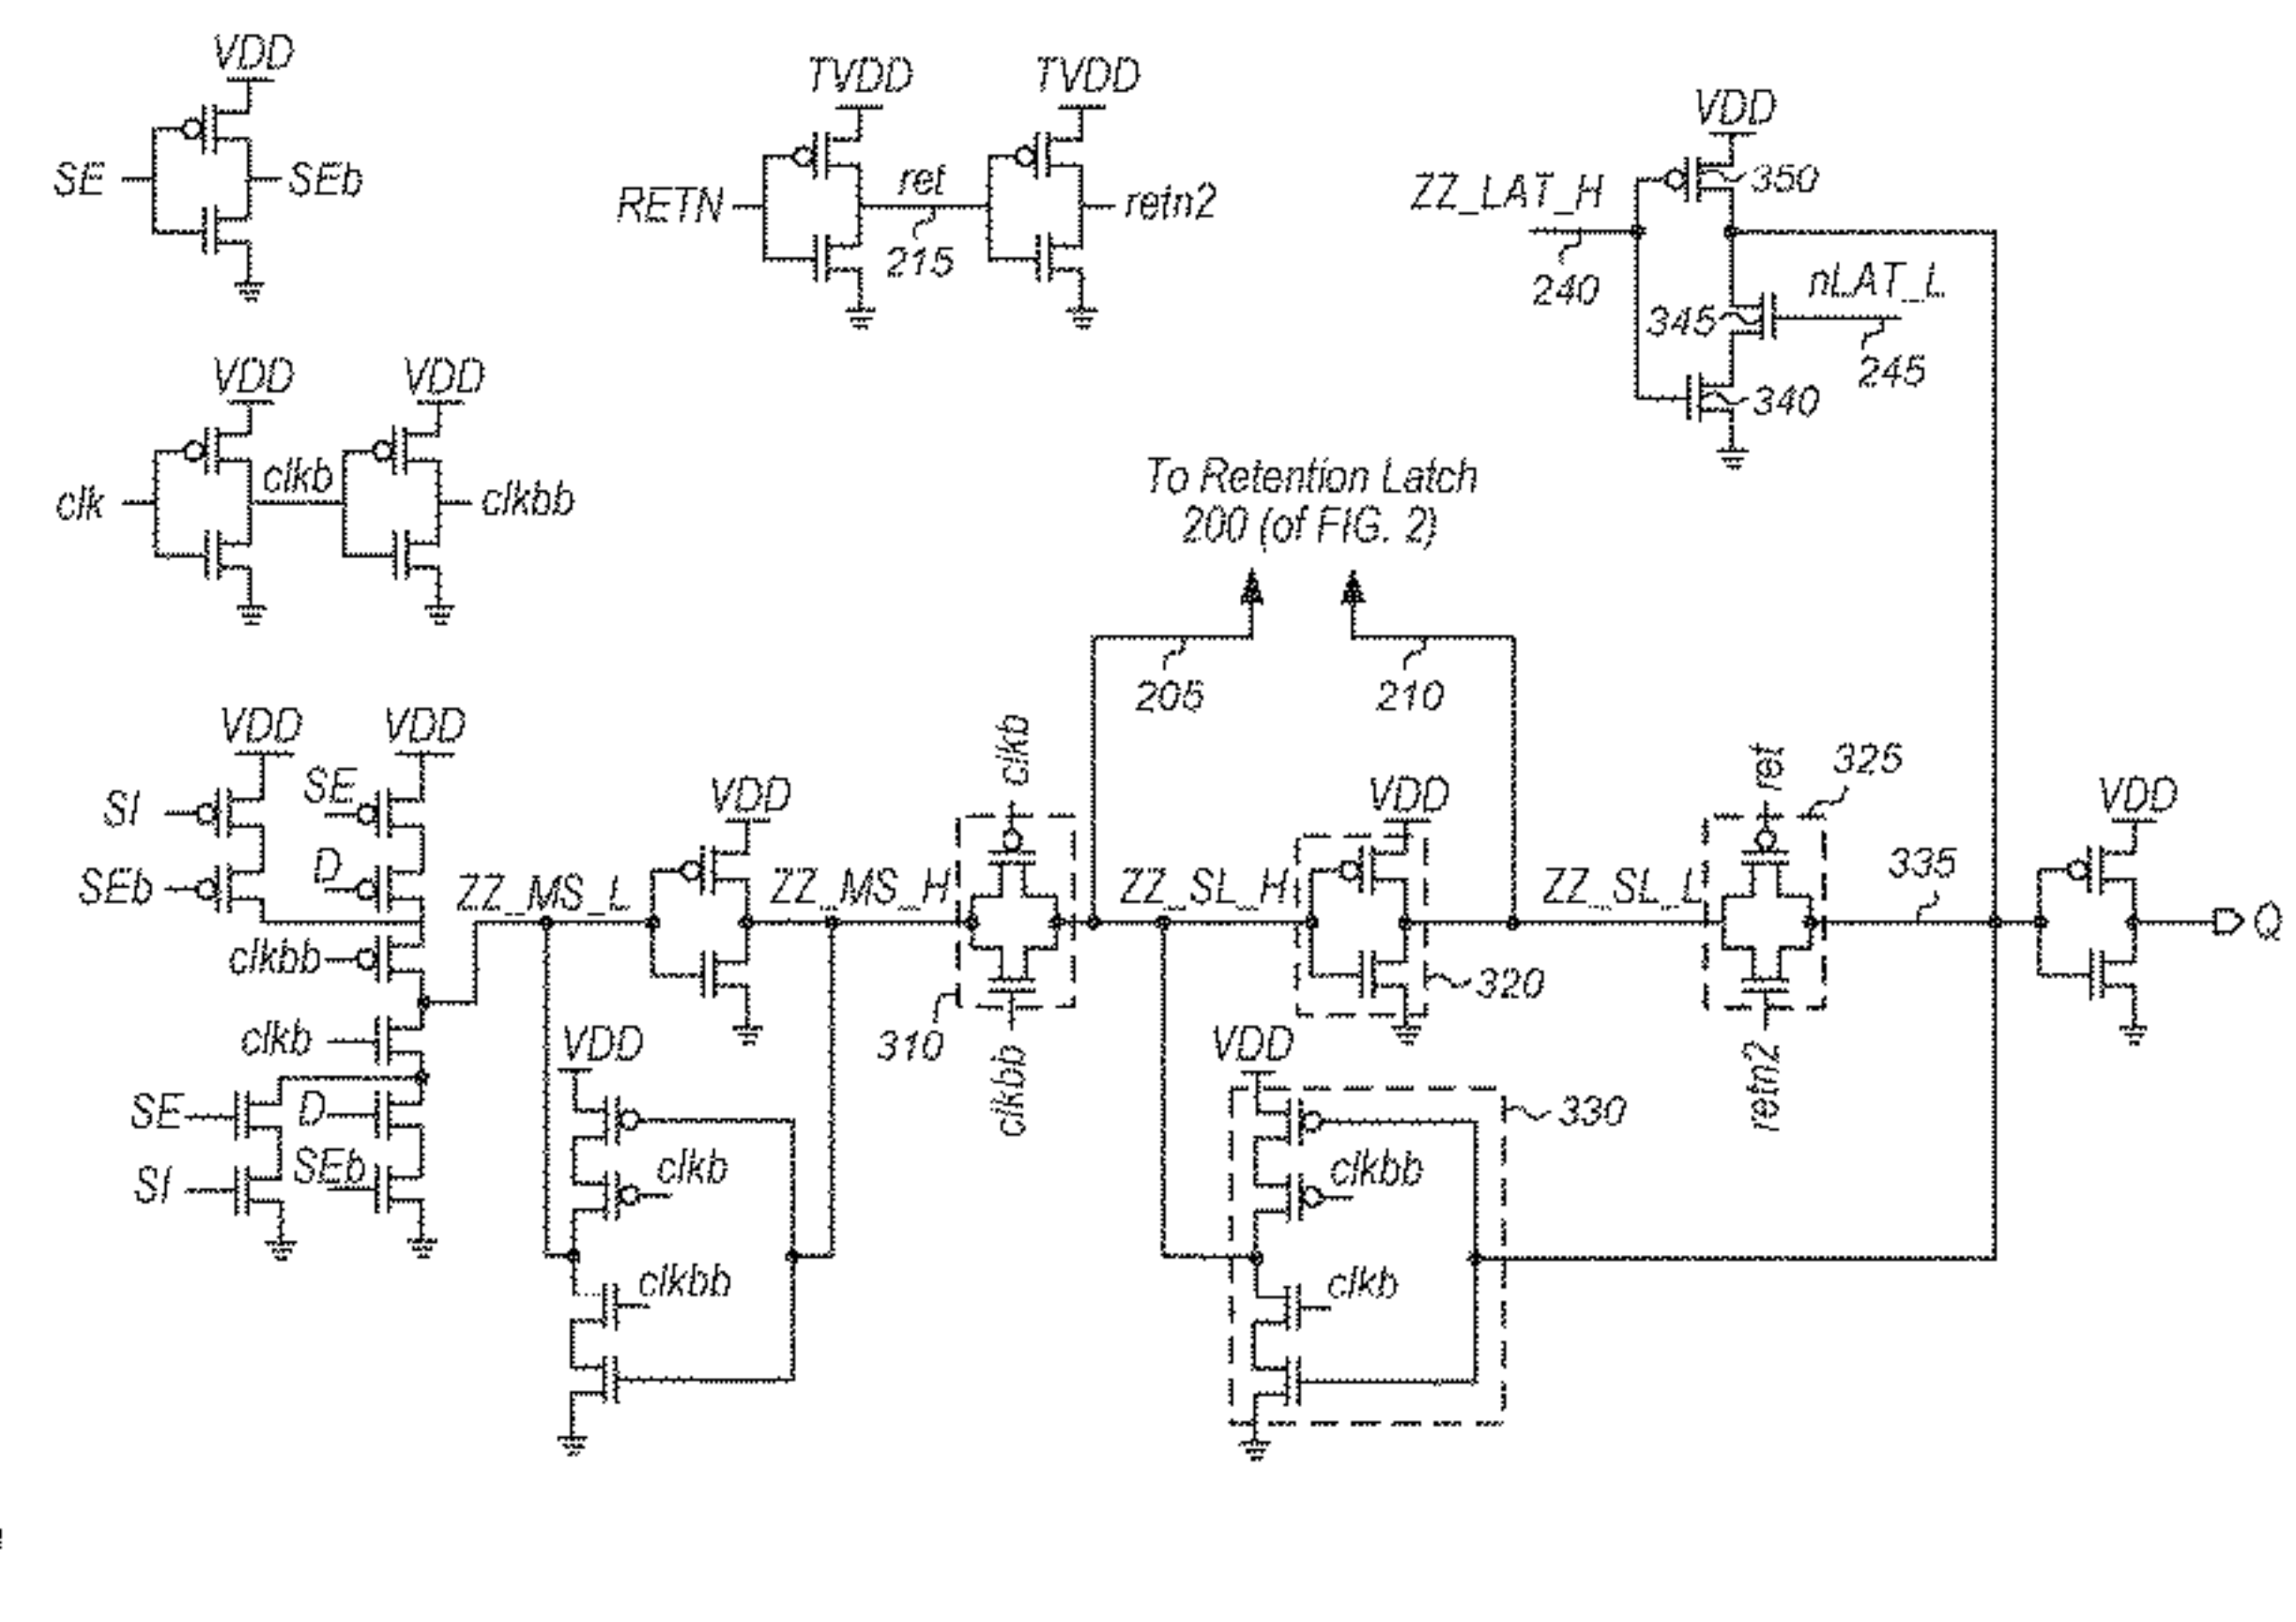 VDD
SE
SEb
TVDD
TVDD
RETN
ret
retn2
215
VDD
ZZ_LAT_H
350
240
nLAT_L
345
245
340
VDD
VDD
clk
clkb
clkbb
To Retention Latch
200 (of FIG. 2)
205
210
VDD
VDD
SI
SE
SEb
D
clkbb
clkb
SE
D
SI
SEb
ZZ_MS_L
VDD
ZZ_MS_H
clkb
310
clkbb
VDD
clkb
clkbb
ZZ_SL_H
VDD
320
ZZ_SL_L
ret
325
335
retn2
VDD
Q
VDD
330
clkbb
clkb